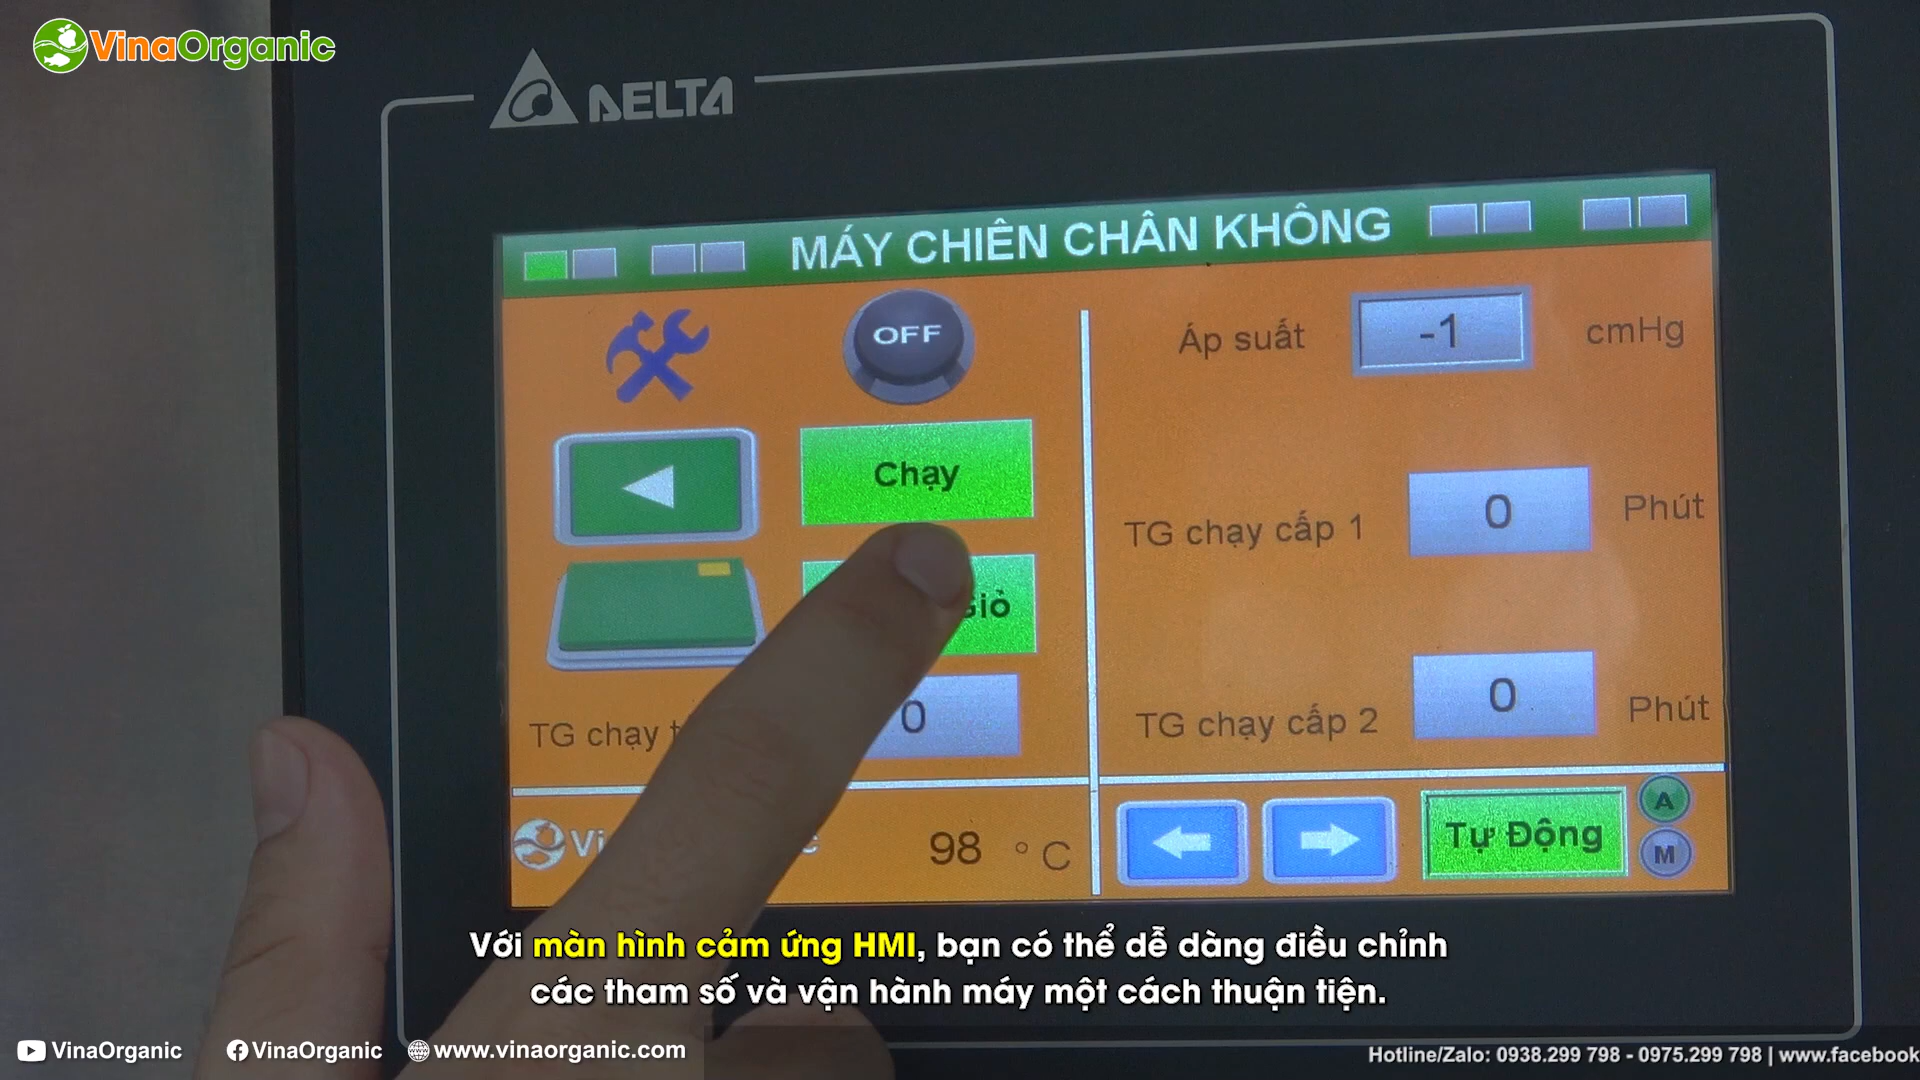 VinaOrganic
DELTA
MÁY CHIÊN CHÂN KHÔNG
OFF
Áp suất
-1
cmHg
Chạy
TG chạy cấp 1
0
Phút
Giỏ
TG chạy
0
TG chạy cấp 2
0
Phút
98 °C
Tự Động
A
M
Với màn hình cảm ứng HMI, bạn có thể dễ dàng điều chỉnh
các tham số và vận hành máy một cách thuận tiện.
VinaOrganic
VinaOrganic
www.vinaorganic.com
Hotline/Zalo: 0938.299 798 - 0975.299 798 | www.facebook